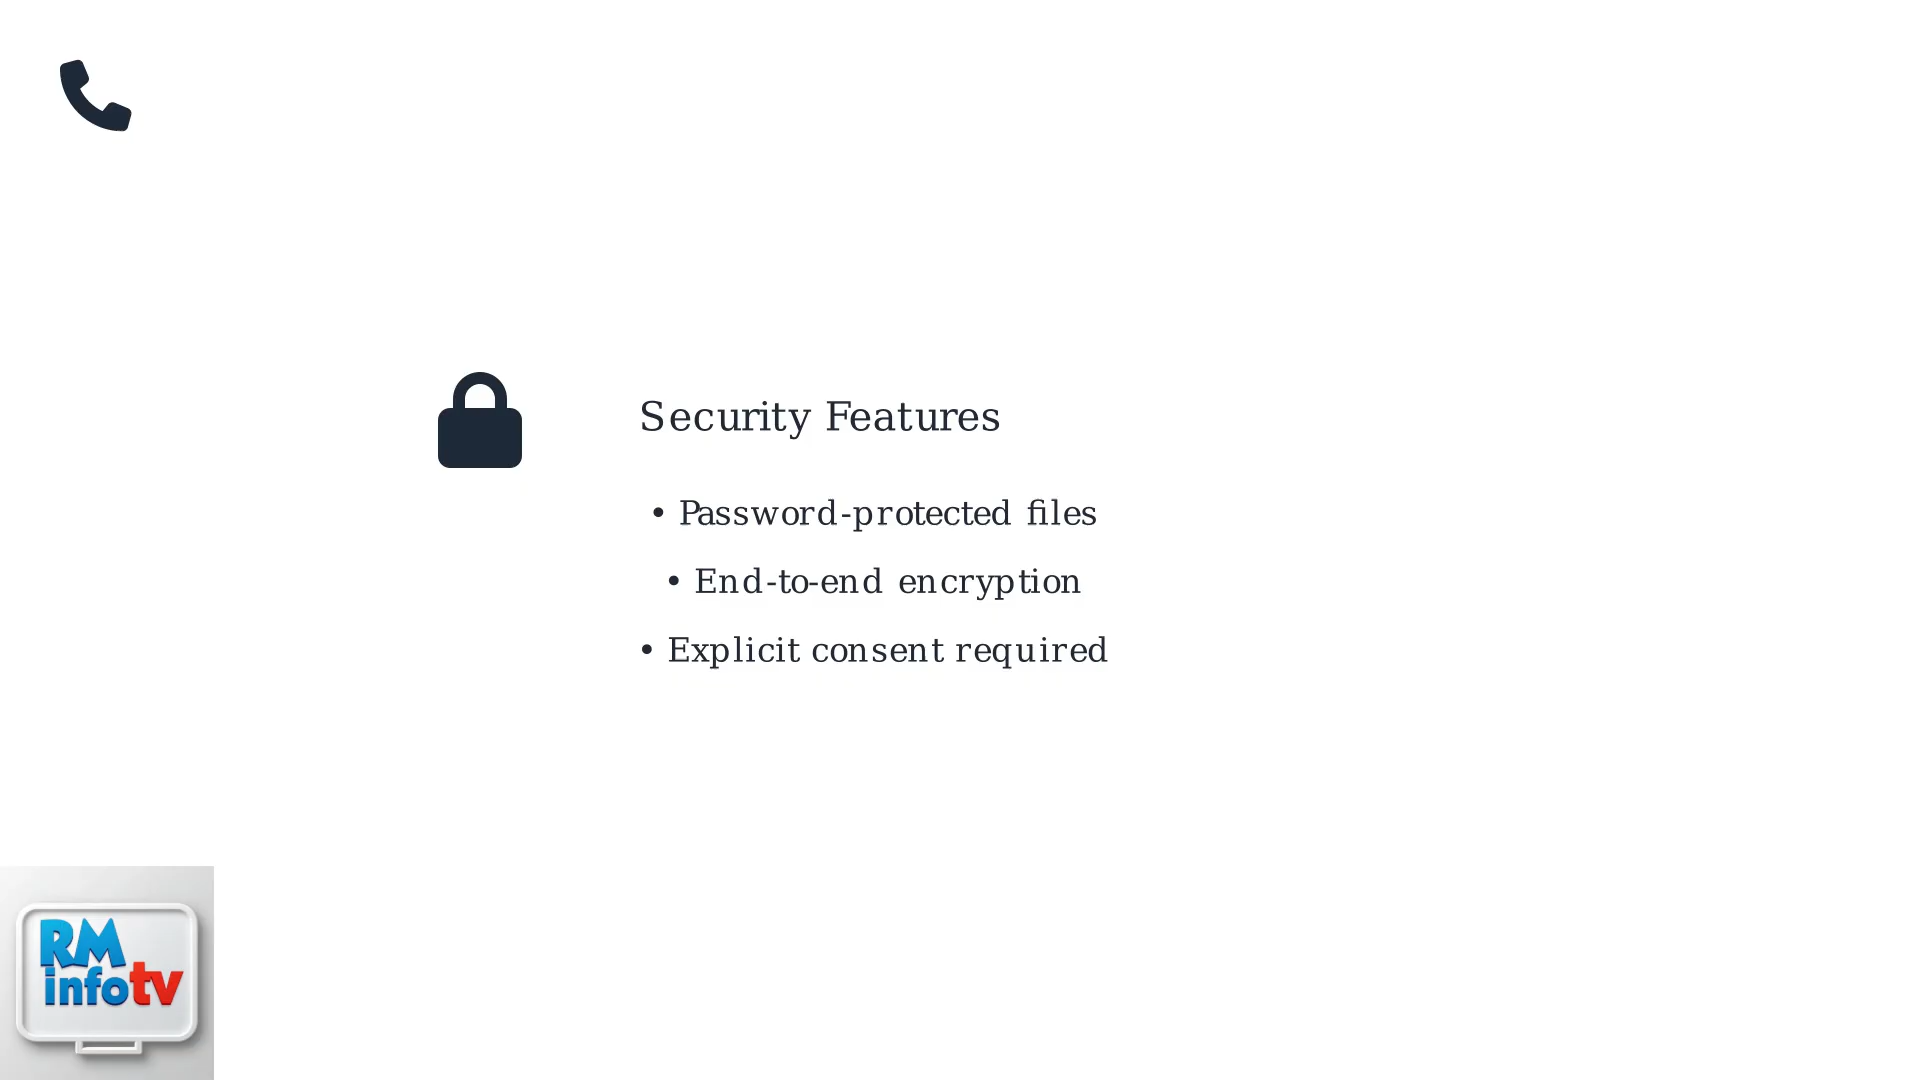 Security Features
• Password-protected files
• End-to-end encryption
• Explicit consent required
RM
infotv